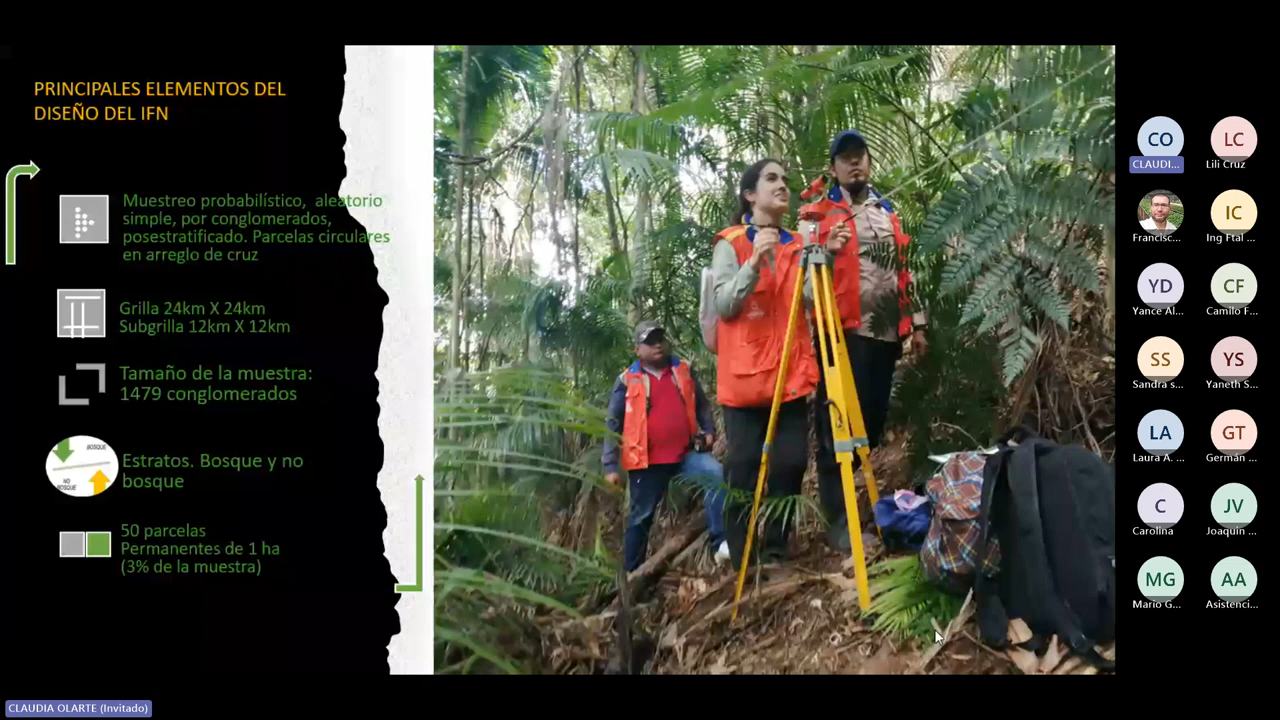 PRINCIPALES ELEMENTOS DEL
DISEÑO DEL IFN
Muestreo probabilístico, aleatorio
simple, por conglomerados,
posestratificado. Parcelas circulares
en arreglo de cruz
Grilla 24km X 24km
Subgrilla 12km X 12km
Tamaño de la muestra:
1479 conglomerados
BOSQUE
NO
BOSQUE
Estratos. Bosque y no
bosque
50 parcelas
Permanentes de 1 ha
(3% de la muestra)
CO
LC
CLAUDI...
Lili Cruz
IC
Francisc...
Ing Ftal ...
YD
CF
Yance Al...
Camilo F...
SS
YS
Sandra s...
Yaneth S...
LA
GT
Laura A. ...
Germán ...
C
JV
Carolina
Joaquin ...
MG
AA
Mario G...
Asistenci...
CLAUDIA OLARTE (Invitado)